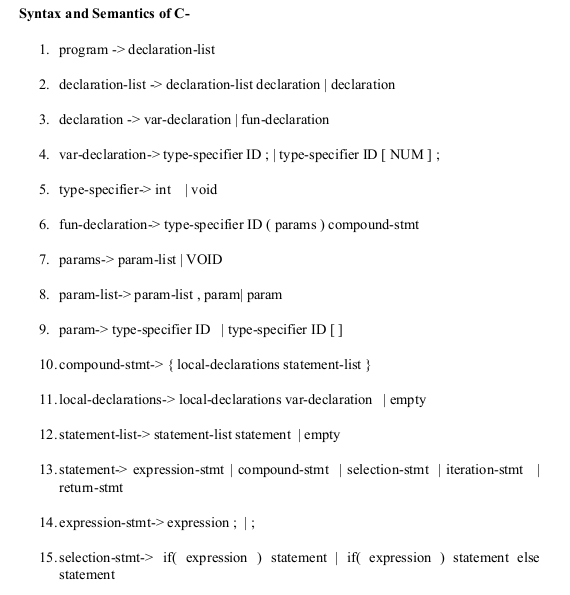 Syntax and Semantics of C-
1. program -> declaration-list
2. declaration-list -> declaration-list declaration | declaration
3. declaration -> var-declaration | fun-declaration
4. var-declaration-> type-specifier ID ; | type-specifier ID [ NUM ] ;
5. type-specifier-> int | void
6. fun-declaration-> type-specifier ID ( params ) compound-stmt
7. params-> param-list | VOID
8. param-list-> param-list , param| param
9. param-> type-specifier ID | type-specifier ID [ ]
10. compound-stmt-> { local-declarations statement-list }
11. local-declarations-> local-declarations var-declaration | empty
12. statement-list-> statement-list statement | empty
13. statement-> expression-stmt | compound-stmt | selection-stmt | iteration-stmt |
return-stmt
14. expression-stmt-> expression ; | ;
15. selection-stmt-> if( expression ) statement | if( expression ) statement else
statement